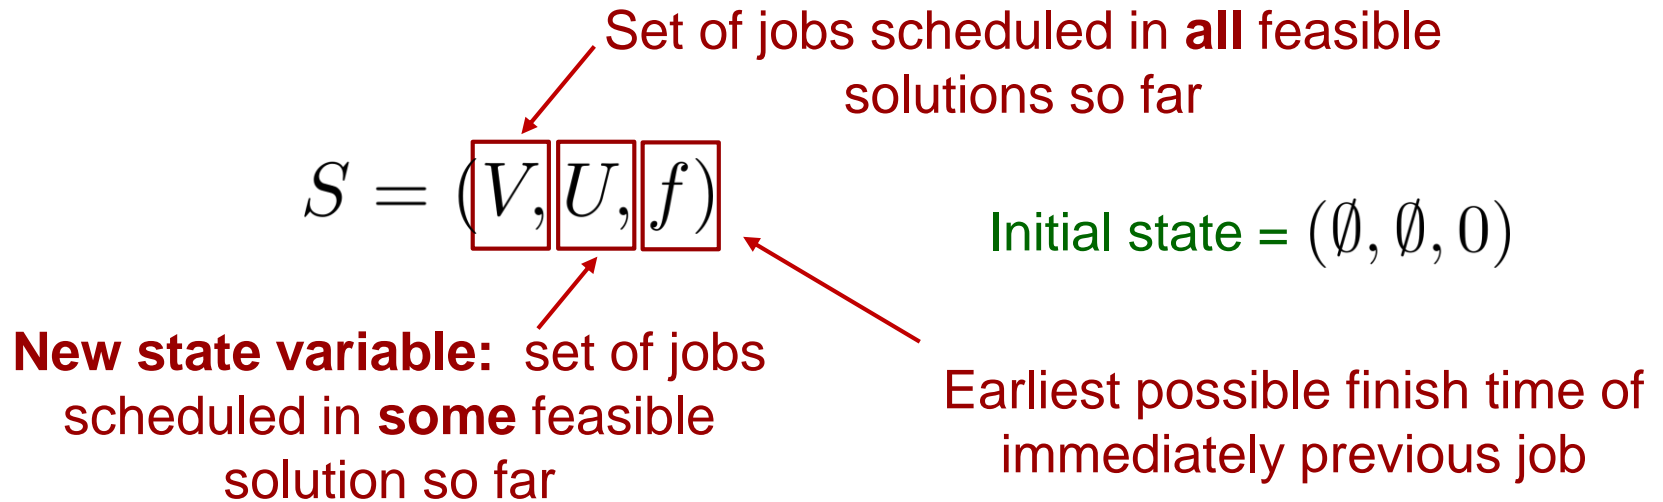 Set of jobs scheduled in all feasible
solutions so far
S = (V, U, f)
Initial state = (∅, ∅, 0)
New state variable: set of jobs
scheduled in some feasible
solution so far
Earliest possible finish time of
immediately previous job